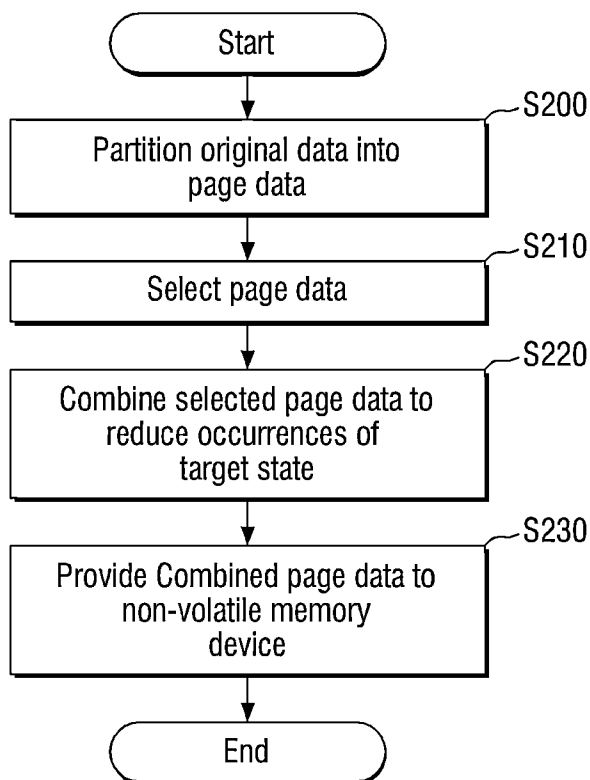 Start
S200
Partition original data into
page data
S210
Select page data
S220
Combine selected page data to
reduce occurrences of
target state
S230
Provide Combined page data to
non-volatile memory
device
End